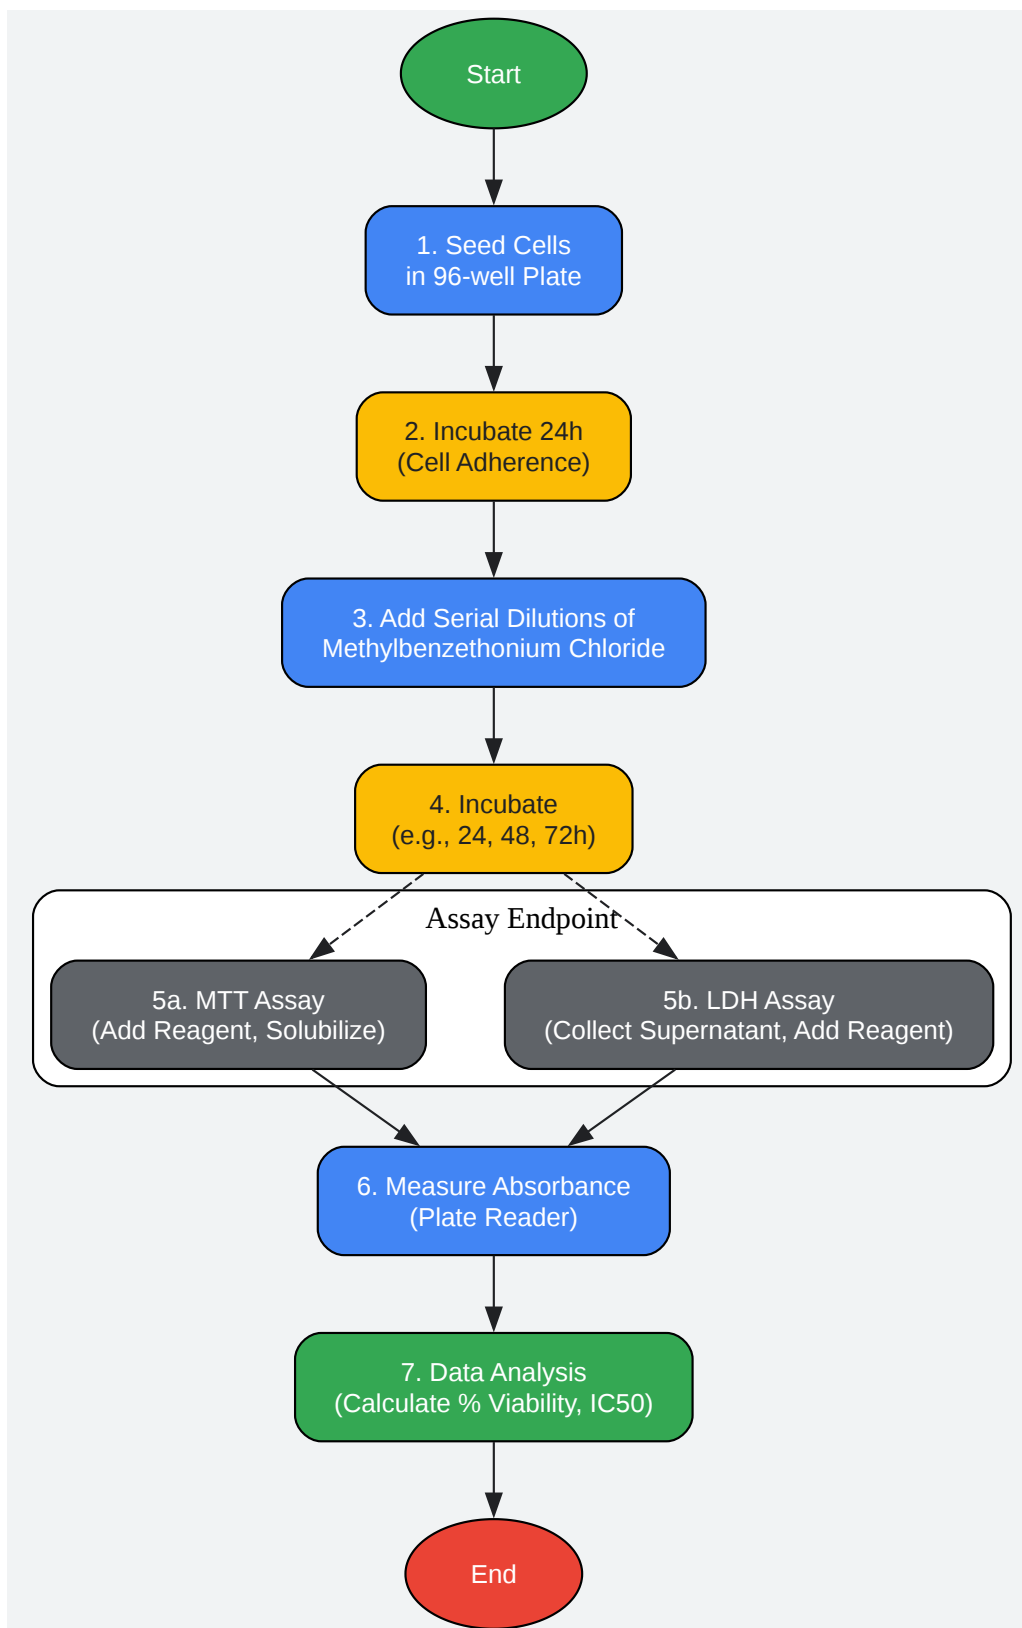 Start
1. Seed Cells
in 96-well Plate
2. Incubate 24h
(Cell Adherence)
3. Add Serial Dilutions of
Methylbenzethonium Chloride
4. Incubate
(e.g., 24, 48, 72h)
Assay Endpoint
5a. MTT Assay
(Add Reagent, Solubilize)
5b. LDH Assay
(Collect Supernatant, Add Reagent)
6. Measure Absorbance
(Plate Reader)
7. Data Analysis
(Calculate % Viability, IC50)
End